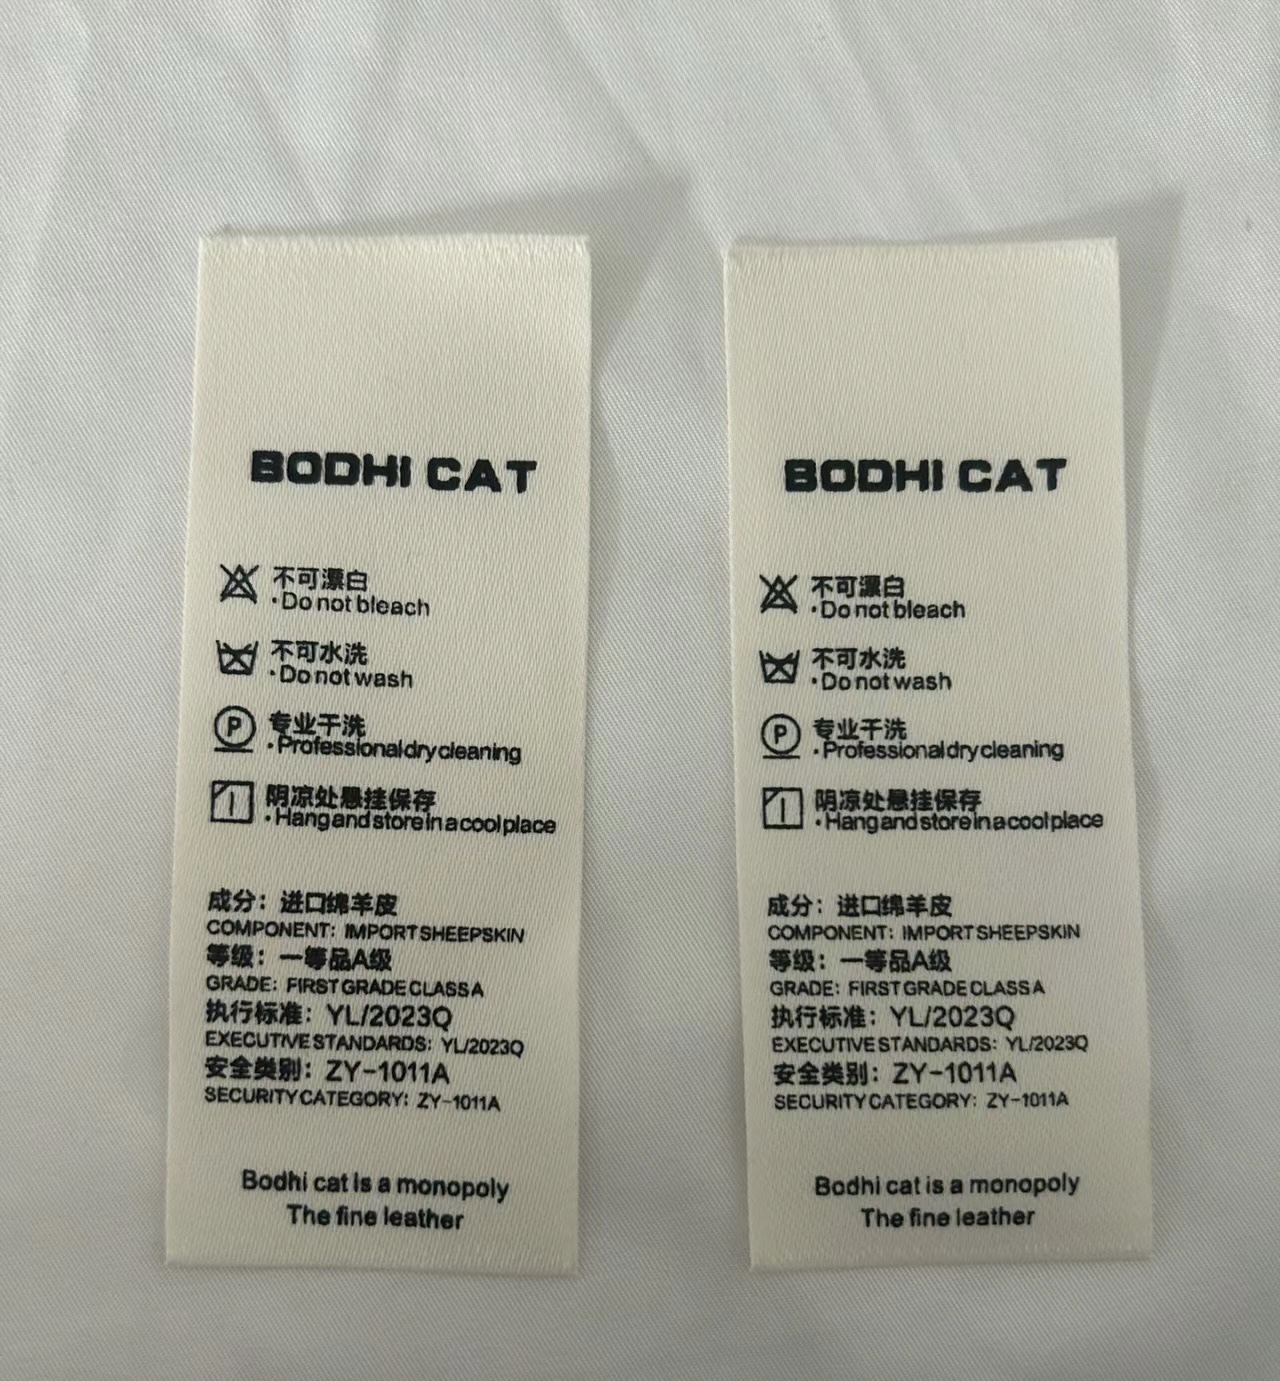 BODHI CAT
不可漂白
·Do not bleach
不可水洗
·Do not wash
P
专业干洗
·Professional dry cleaning
阴凉处悬挂保存
·Hang and store in a cool place
成分：进口绵羊皮
COMPONENT: IMPORT SHEEPSKIN
等级：一等品A级
GRADE: FIRST GRADE CLASS A
执行标准：YL/2023Q
EXECUTIVE STANDARDS: YL/2023Q
安全类别：ZY-1011A
SECURITY CATEGORY: ZY-1011A
Bodhi cat is a monopoly
The fine leather
BODHI CAT
不可漂白
·Do not bleach
不可水洗
·Do not wash
P
专业干洗
·Professional dry cleaning
阴凉处悬挂保存
·Hang and store in a cool place
成分：进口绵羊皮
COMPONENT: IMPORT SHEEPSKIN
等级：一等品A级
GRADE: FIRST GRADE CLASS A
执行标准：YL/2023Q
EXECUTIVE STANDARDS: YL/2023Q
安全类别：ZY-1011A
SECURITY CATEGORY: ZY-1011A
Bodhi cat is a monopoly
The fine leather